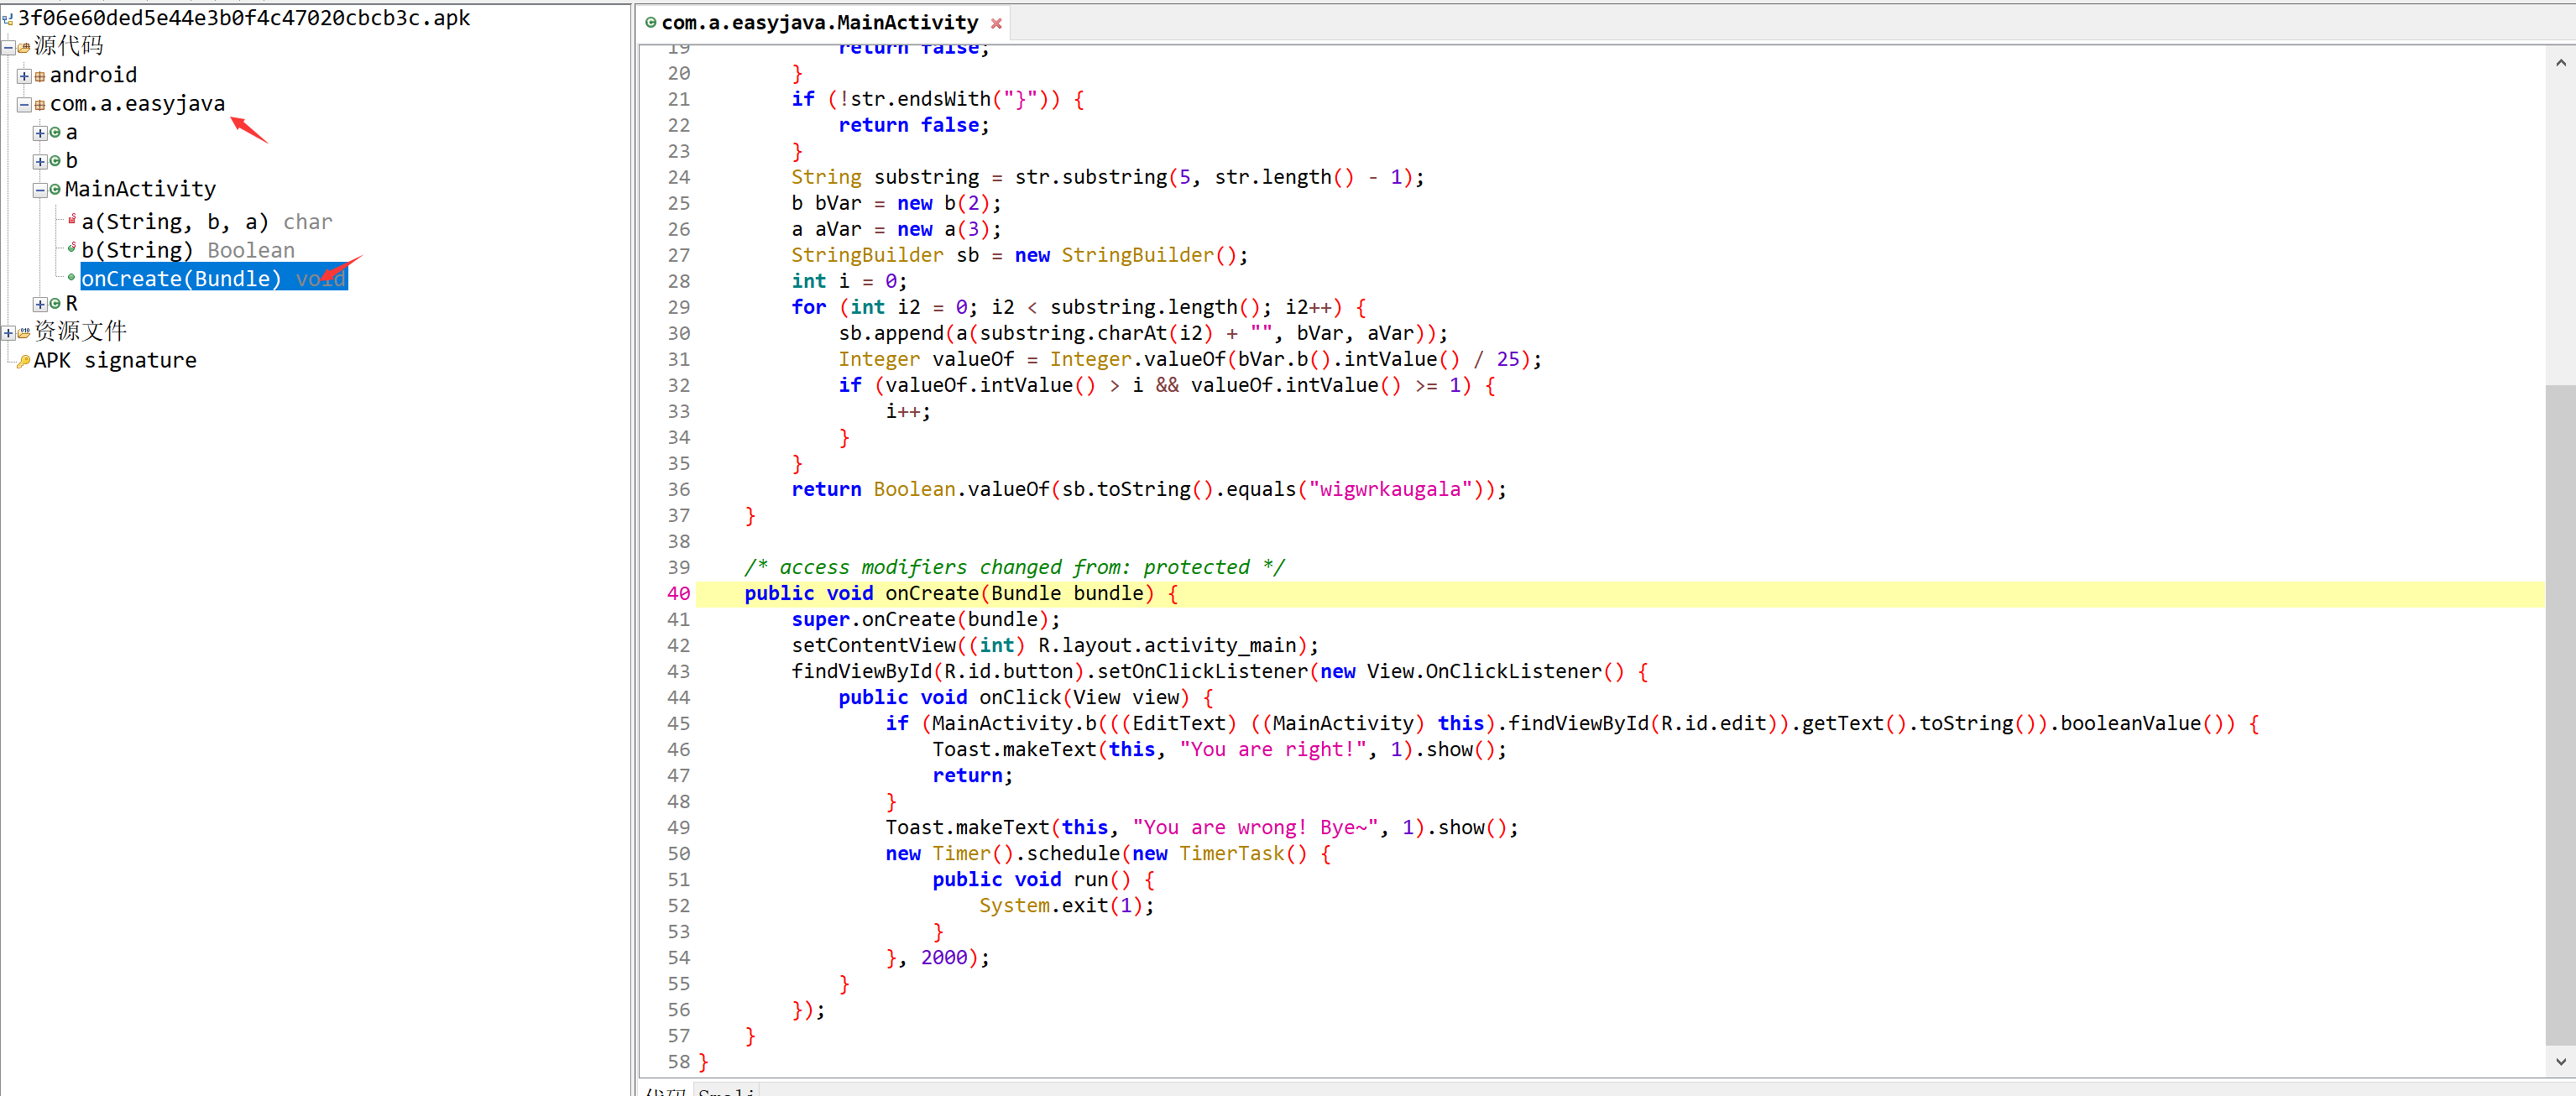 3f06e60ded5e44e3b0f4c47020cbcb3c.apk
源代码
android
com.a.easyjava
a
b
MainActivity
a(String, b, a) char
b(String) Boolean
onCreate(Bundle) void
R
资源文件
APK signature
com.a.easyjava.MainActivity
19 return false;
20 }
21 if (!str.endsWith("}")) {
22 return false;
23 }
24 String substring = str.substring(5, str.length() - 1);
25 b bVar = new b(2);
26 a aVar = new a(3);
27 StringBuilder sb = new StringBuilder();
28 int i = 0;
29 for (int i2 = 0; i2 < substring.length(); i2++) {
30 sb.append(a(substring.charAt(i2) + "", bVar, aVar));
31 Integer valueOf = Integer.valueOf(bVar.b().intValue() / 25);
32 if (valueOf.intValue() > i && valueOf.intValue() >= 1) {
33 i++;
34 }
35 }
36 return Boolean.valueOf(sb.toString().equals("wigwrkaugala"));
37 }
38
39 /* access modifiers changed from: protected */
40 public void onCreate(Bundle bundle) {
41 super.onCreate(bundle);
42 setContentView((int) R.layout.activity_main);
43 findViewById(R.id.button).setOnClickListener(new View.OnClickListener() {
44 public void onClick(View view) {
45 if (MainActivity.b(((EditText) ((MainActivity) this).findViewById(R.id.edit)).getText().toString()).booleanValue()) {
46 Toast.makeText(this, "You are right!", 1).show();
47 return;
48 }
49 Toast.makeText(this, "You are wrong! Bye~", 1).show();
50 new Timer().schedule(new TimerTask() {
51 public void run() {
52 System.exit(1);
53 }
54 }, 2000);
55 }
56 });
57 }
58 }
代码 Smali